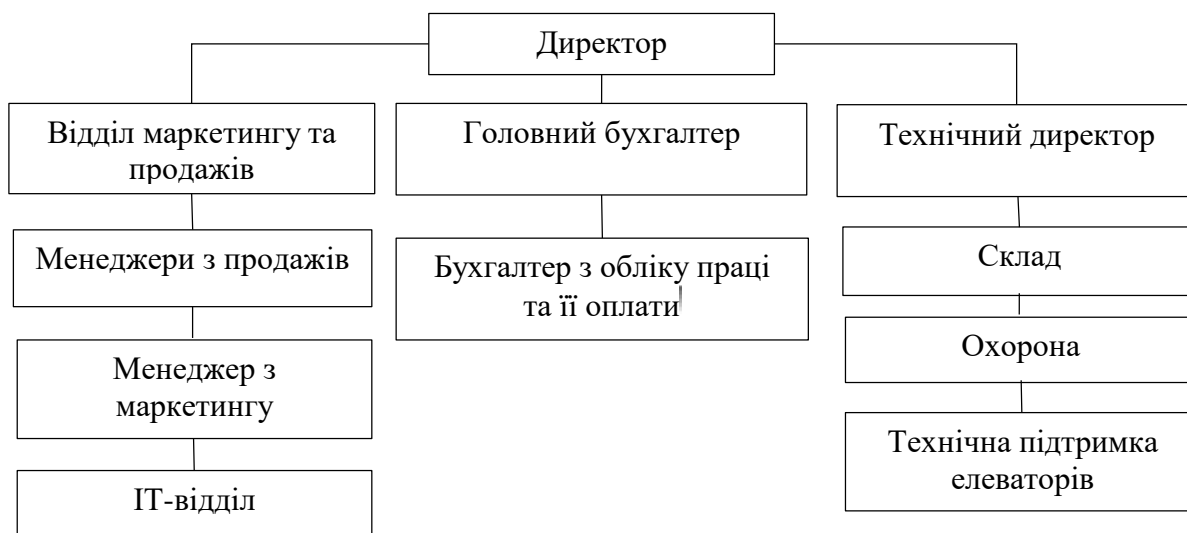 Директор
Відділ маркетингу та
продажів
Головний бухгалтер
Технічний директор
Менеджери з продажів
Бухгалтер з обліку праці
та її оплати
Склад
Охорона
Менеджер з
маркетингу
Технічна підтримка
елеваторів
ІТ-відділ